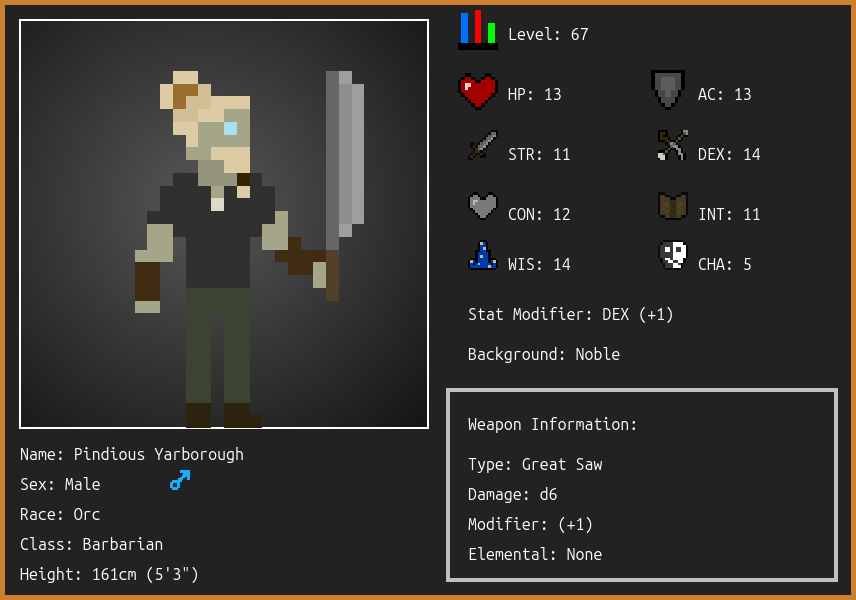 Level: 67
HP: 13
AC: 13
STR: 11
DEX: 14
CON: 12
INT: 11
WIS: 14
CHA: 5
Stat Modifier: DEX (+1)
Background: Noble
Weapon Information:
Type: Great Saw
Damage: d6
Modifier: (+1)
Elemental: None
Name: Pindious Yarborough
Sex: Male
Race: Orc
Class: Barbarian
Height: 161cm (5'3")